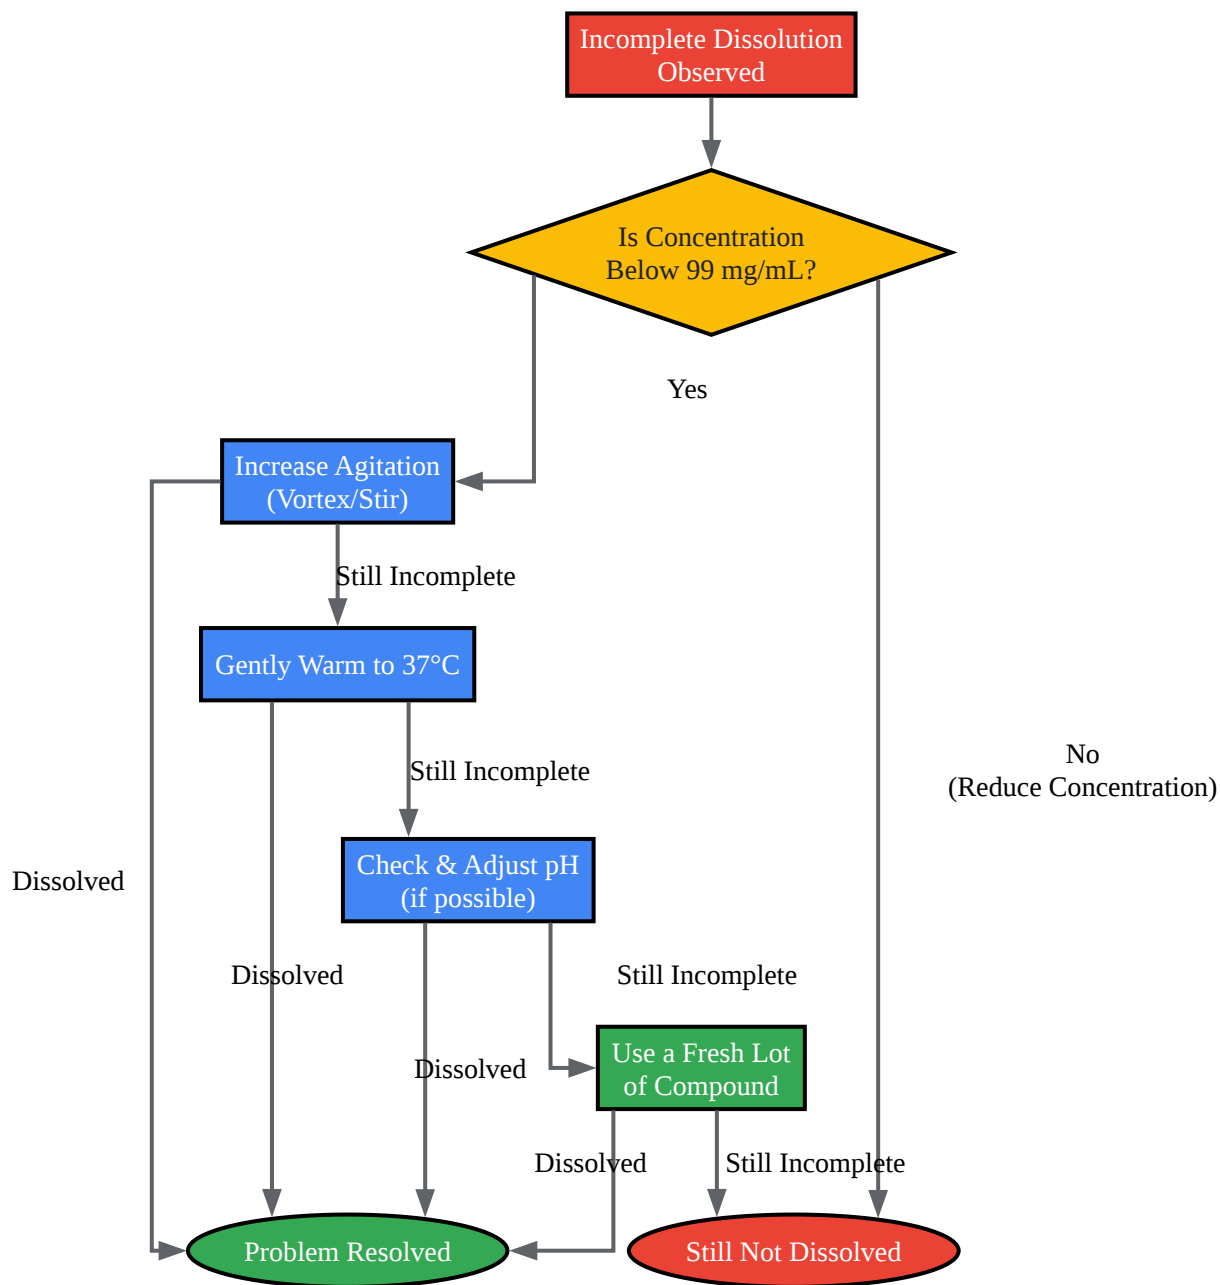 Incomplete Dissolution
Observed
Is Concentration
Below 99 mg/mL?
Yes
Increase Agitation
(Vortex/Stir)
Still Incomplete
Gently Warm to 37°C
No
(Reduce Concentration)
Still Incomplete
Check & Adjust pH
(if possible)
Dissolved
Dissolved
Still Incomplete
Use a Fresh Lot
of Compound
Dissolved
Dissolved
Still Incomplete
Problem Resolved
Still Not Dissolved